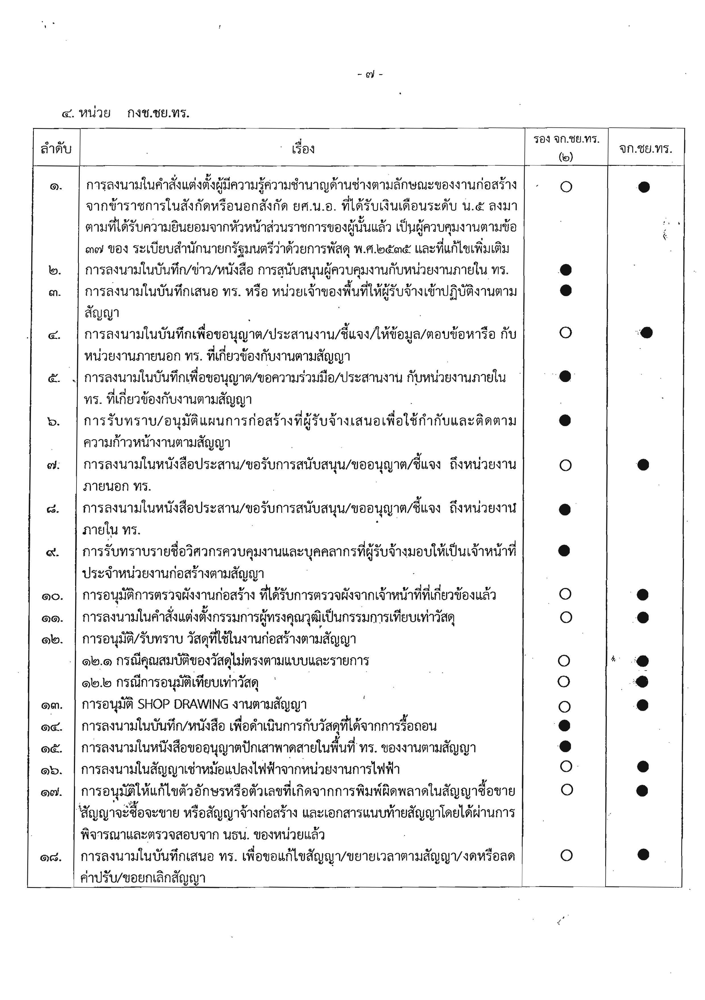 - ๗ -
๔. หน่วย กงช.ชย.ทร.
ลำดับ เรื่อง รอง จก.ชย.ทร. (๒) จก.ชย.ทร.
๑. การลงนามในคำสั่งแต่งตั้งผู้มีความรู้ความชำนาญด้านช่างตามลักษณะของงานก่อสร้าง ○ ●
จากข้าราชการในสังกัดหรือนอกสังกัด ยศ.น.อ. ที่ได้รับเงินเดือนระดับ น.๕ ลงมา
ตามที่ได้รับความยินยอมจากหัวหน้าส่วนราชการของผู้นั้นแล้ว เป็นผู้ควบคุมงานตามข้อ
๓๗ ของ ระเบียบสำนักนายกรัฐมนตรีว่าด้วยการพัสดุ พ.ศ.๒๕๓๕ และที่แก้ไขเพิ่มเติม
๒. การลงนามในบันทึก/ข่าว/หนังสือ การสนับสนุนผู้ควบคุมงานกับหน่วยงานภายใน ทร. ●
๓. การลงนามในบันทึกเสนอ ทร. หรือ หน่วยเจ้าของพื้นที่ให้ผู้รับจ้างเข้าปฏิบัติงานตาม ●
สัญญา
๔. การลงนามในบันทึกเพื่อขอนุญาต/ประสานงาน/ชี้แจง/ให้ข้อมูล/ตอบข้อหารือ กับ ○ ●
หน่วยงานภายนอก ทร. ที่เกี่ยวข้องกับงานตามสัญญา
๕. การลงนามในบันทึกเพื่อขอนุญาต/ขอความร่วมมือ/ประสานงาน กับหน่วยงานภายใน ●
ทร. ที่เกี่ยวข้องกับงานตามสัญญา
๖. การรับทราบ/อนุมัติแผนการก่อสร้างที่ผู้รับจ้างเสนอเพื่อใช้กำกับและติดตาม ●
ความก้าวหน้างานตามสัญญา
๗. การลงนามในหนังสือประสาน/ขอรับการสนับสนุน/ขออนุญาต/ชี้แจง ถึงหน่วยงาน ○ ●
ภายนอก ทร.
๘. การลงนามในหนังสือประสาน/ขอรับการสนับสนุน/ขออนุญาต/ชี้แจง ถึงหน่วยงาน ●
ภายใน ทร.
๙. การรับทราบรายชื่อวิศวกรควบคุมงานและบุคคลากรที่ผู้รับจ้างมอบให้เป็นเจ้าหน้าที่ ●
ประจำหน่วยงานก่อสร้างตามสัญญา
๑๐. การอนุมัติการตรวจผังงานก่อสร้าง ที่ได้รับการตรวจผังจากเจ้าหน้าที่ที่เกี่ยวข้องแล้ว ○ ●
๑๑. การลงนามในคำสั่งแต่งตั้งกรรมการผู้ทรงคุณวุฒิเป็นกรรมการเทียบเท่าวัสดุ ○ ●
๑๒. การอนุมัติ/รับทราบ วัสดุที่ใช้ในงานก่อสร้างตามสัญญา
๑๒.๑ กรณีคุณสมบัติของวัสดุไม่ตรงตามแบบและรายการ ○ ●
๑๒.๒ กรณีการอนุมัติเทียบเท่าวัสดุ ○ ●
๑๓. การอนุมัติ SHOP DRAWING งานตามสัญญา ○ ●
๑๔. การลงนามในบันทึก/หนังสือ เพื่อดำเนินการกับวัสดุที่ได้จากการรื้อถอน ●
๑๕. การลงนามในหนังสือขออนุญาตปักเสาพาดสายในพื้นที่ ทร. ของงานตามสัญญา ●
๑๖. การลงนามในสัญญาเช่าหม้อแปลงไฟฟ้าจากหน่วยงานการไฟฟ้า ○ ●
๑๗. การอนุมัติให้แก้ไขตัวอักษรหรือตัวเลขที่เกิดจากการพิมพ์ผิดพลาดในสัญญาซื้อขาย ○ ●
สัญญาจะซื้อจะขาย หรือสัญญาจ้างก่อสร้าง และเอกสารแนบท้ายสัญญาโดยได้ผ่านการ
พิจารณาและตรวจสอบจาก นธน. ของหน่วยแล้ว
๑๘. การลงนามในบันทึกเสนอ ทร. เพื่อขอแก้ไขสัญญา/ขยายเวลาตามสัญญา/งดหรือลด ○ ●
ค่าปรับ/ขอยกเลิกสัญญา